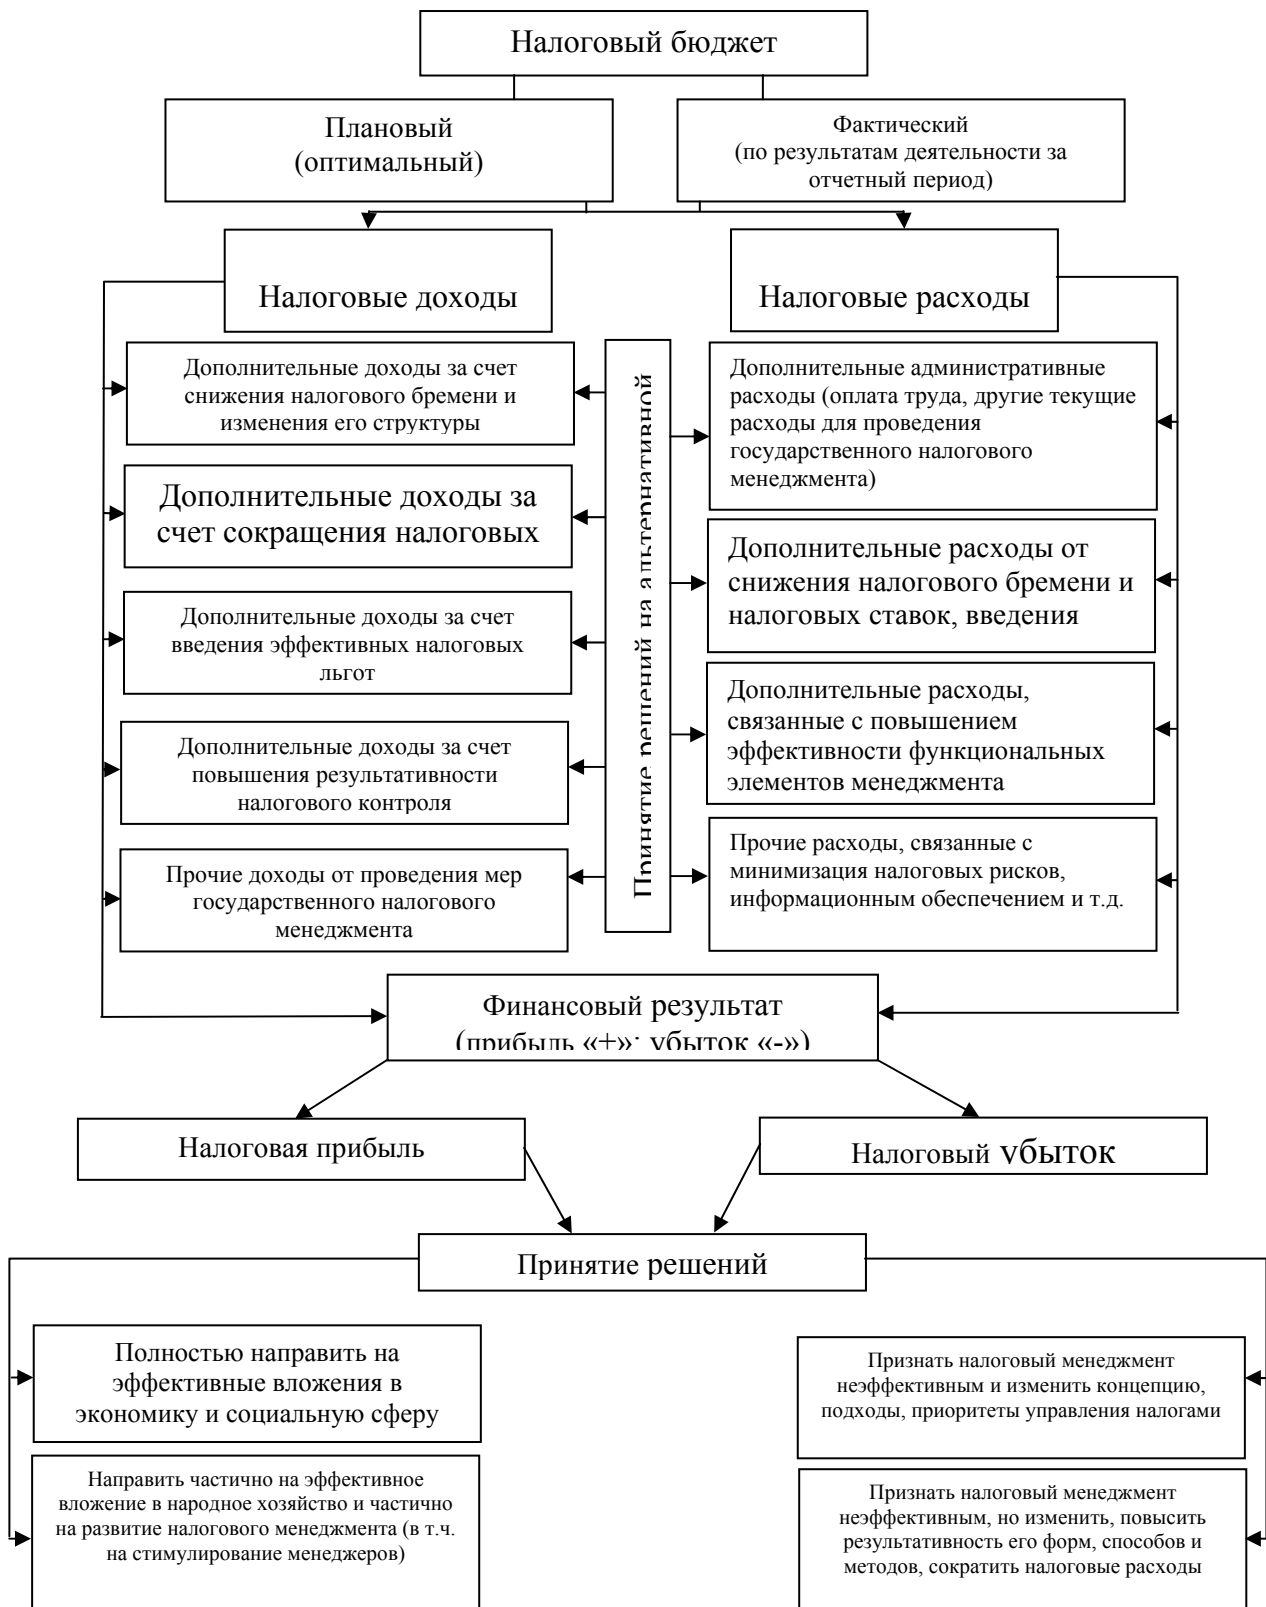 Налоговый бюджет
Плановый
(оптимальный)
Фактический
(по результатам деятельности за
отчетный период)
Налоговые доходы
Налоговые расходы
Дополнительные доходы за счет
снижения налогового бремени и
изменения его структуры
Дополнительные доходы за
счет сокращения налоговых
Дополнительные доходы за счет
введения эффективных налоговых
льгот
Дополнительные доходы за счет
повышения результативности
налогового контроля
Прочие доходы от проведения мер
государственного налогового
менеджмента
Принятие решений на альтернативной
Дополнительные административные
расходы (оплата труда, другие текущие
расходы для проведения
государственного налогового
менеджмента)
Дополнительные расходы от
снижения налогового бремени и
налоговых ставок, введения
Дополнительные расходы,
связанные с повышением
эффективности функциональных
элементов менеджмента
Прочие расходы, связанные с
минимизация налоговых рисков,
информационным обеспечением и т.д.
Финансовый результат
(прибыль «+»; убыток «-»)
Налоговая прибыль
Налоговый убыток
Принятие решений
Полностью направить на
эффективные вложения в
экономику и социальную сферу
Направить частично на эффективное
вложение в народное хозяйство и частично
на развитие налогового менеджмента (в т.ч.
на стимулирование менеджеров)
Признать налоговый менеджмент
неэффективным и изменить концепцию,
подходы, приоритеты управления налогами
Признать налоговый менеджмент
неэффективным, но изменить, повысить
результативность его форм, способов и
методов, сократить налоговые расходы